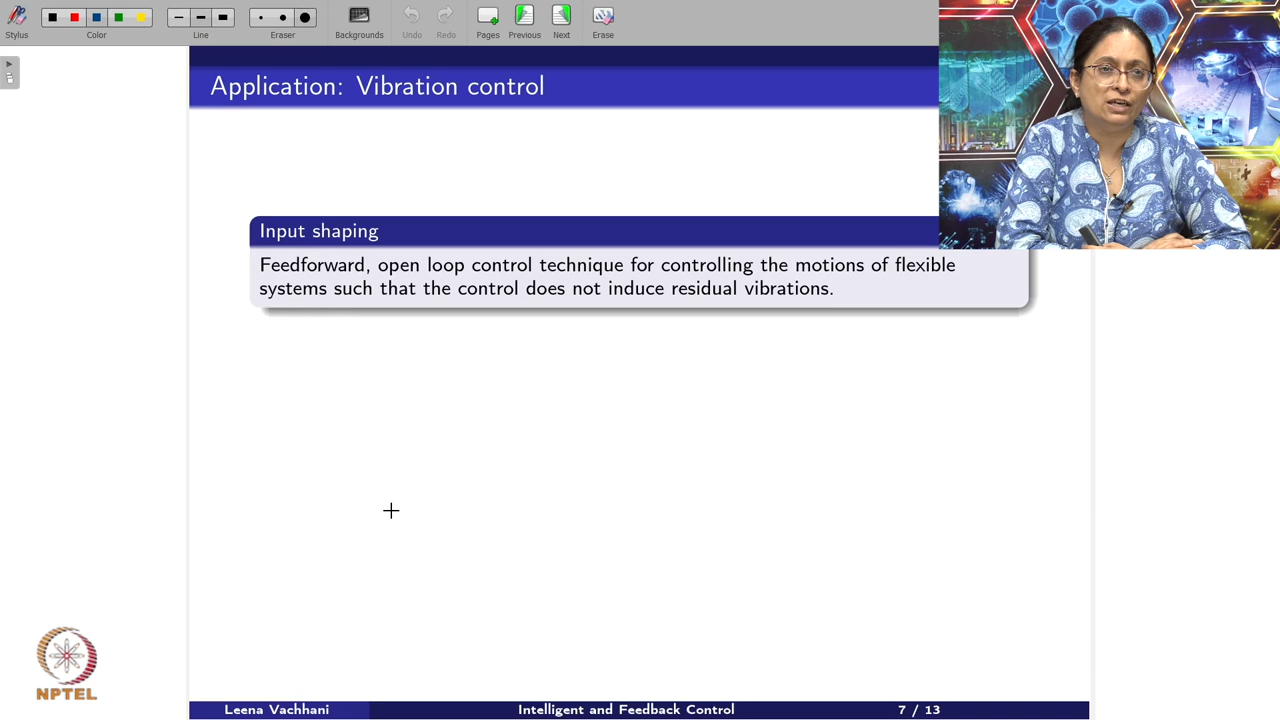 Stylus
Color
Line
Eraser
Backgrounds
Undo
Redo
Pages
Previous
Next
Erase
Application: Vibration control
Input shaping
Feedforward, open loop control technique for controlling the motions of flexible
systems such that the control does not induce residual vibrations.
NPTEL
Leena Vachhani
Intelligent and Feedback Control
7 / 13